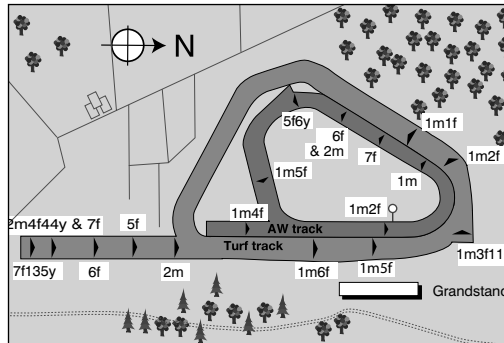 N
5f6y
6f
& 2m
7f
1m1f
1m2f
1m
1m5f
1m4f
1m2f
AW track
Turf track
2m4f44y & 7f
5f
7f135y
6f
2m
1m6f
1m5f
1m3f11
Grandstand